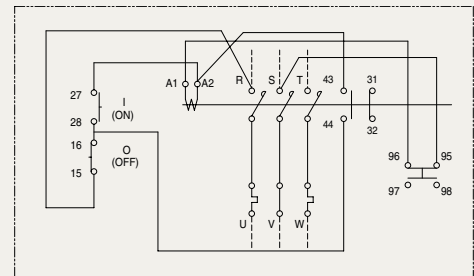 A1 A2 R S T 43 31
27
I
(ON)
28
44 32
16
O
(OFF)
15
96 95
97 98
U V W